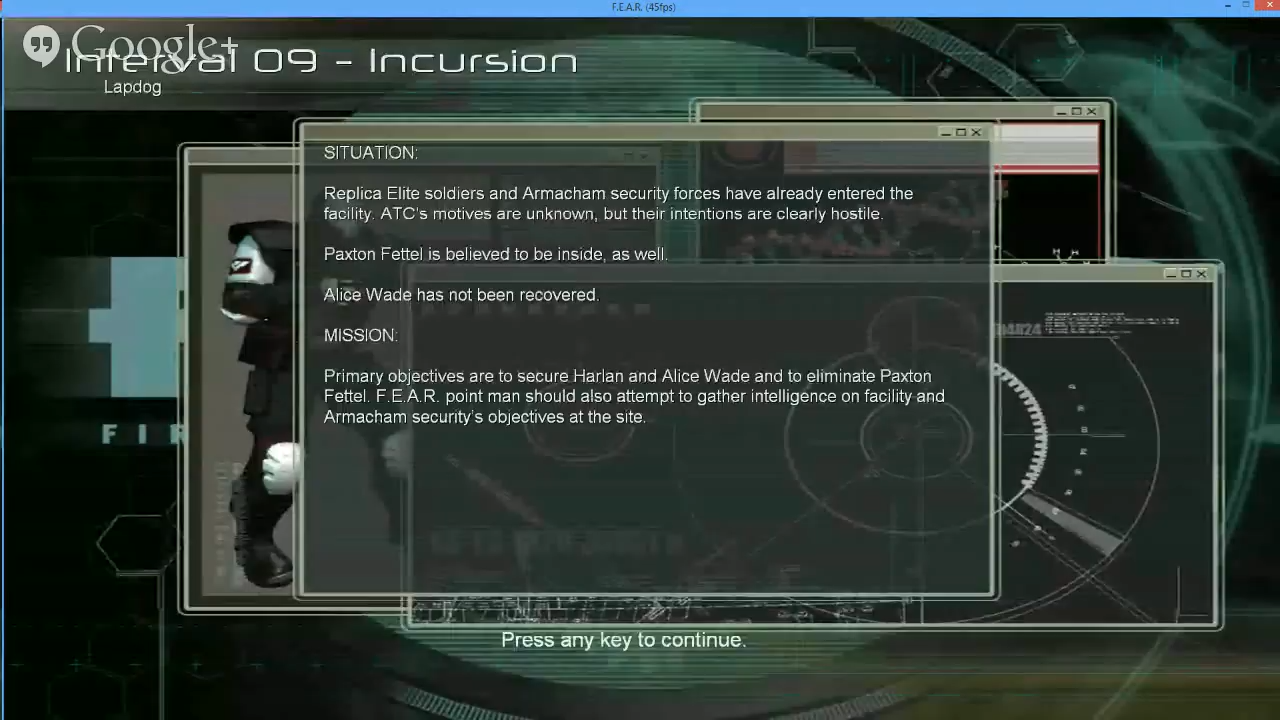 F.E.A.R. (45fps)
Google+
Interval 09 - Incursion
Lapdog
SITUATION:
Replica Elite soldiers and Armacham security forces have already entered the
facility. ATC's motives are unknown, but their intentions are clearly hostile.
Paxton Fettel is believed to be inside, as well.
Alice Wade has not been recovered.
MISSION:
Primary objectives are to secure Harlan and Alice Wade and to eliminate Paxton
Fettel. F.E.A.R. point man should also attempt to gather intelligence on facility and
Armacham security's objectives at the site.
FIR
Press any key to continue.